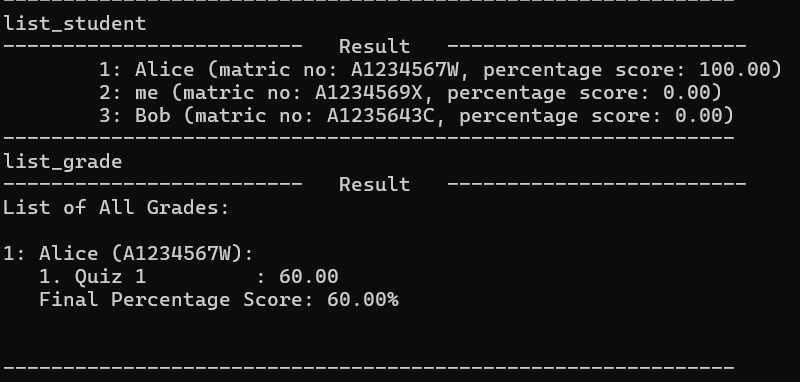 ------------------------------------------------------------
list_student
-------------------------   Result   -------------------------
        1: Alice (matric no: A1234567W, percentage score: 100.00)
        2: me (matric no: A1234569X, percentage score: 0.00)
        3: Bob (matric no: A1235643C, percentage score: 0.00)
-------------------------------------------------------------
list_grade
-------------------------   Result   -------------------------
List of All Grades:
1: Alice (A1234567W):
   1. Quiz 1         : 60.00
   Final Percentage Score: 60.00%
-------------------------------------------------------------